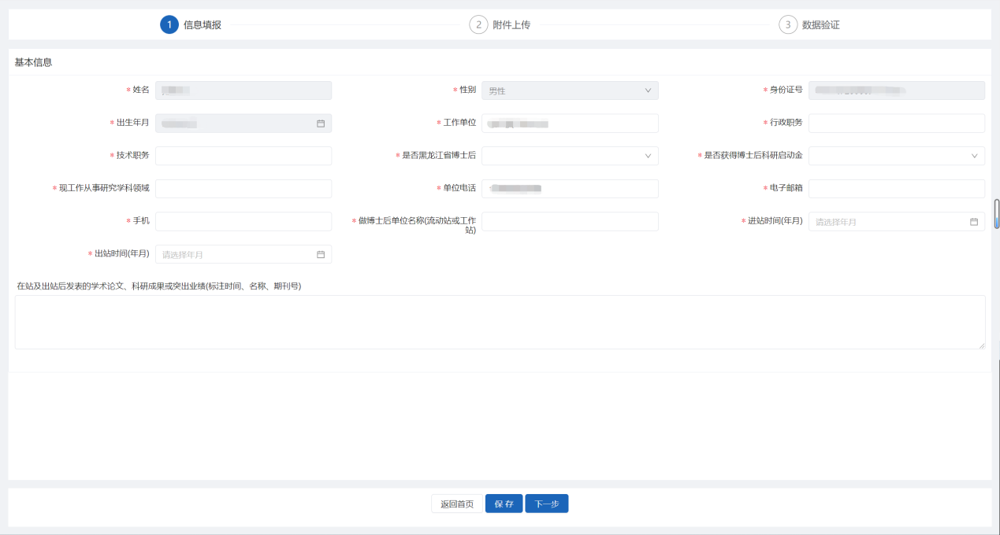 1 信息填报 2 附件上传 3 数据验证
基本信息
* 姓名 * 性别 男性 * 身份证号
* 出生年月 * 工作单位 * 行政职务
* 技术职务 * 是否黑龙江省博士后 * 是否获得博士后科研启动金
* 现工作从事研究学科领域 * 单位电话 * 电子邮箱
* 手机 * 做博士后单位名称(流动站或工作
站) * 进站时间(年月) 请选择年月
* 出站时间(年月) 请选择年月
在站及出站后发表的学术论文、科研成果或突出业绩(标注时间、名称、期刊号)
返回首页 保 存 下一步